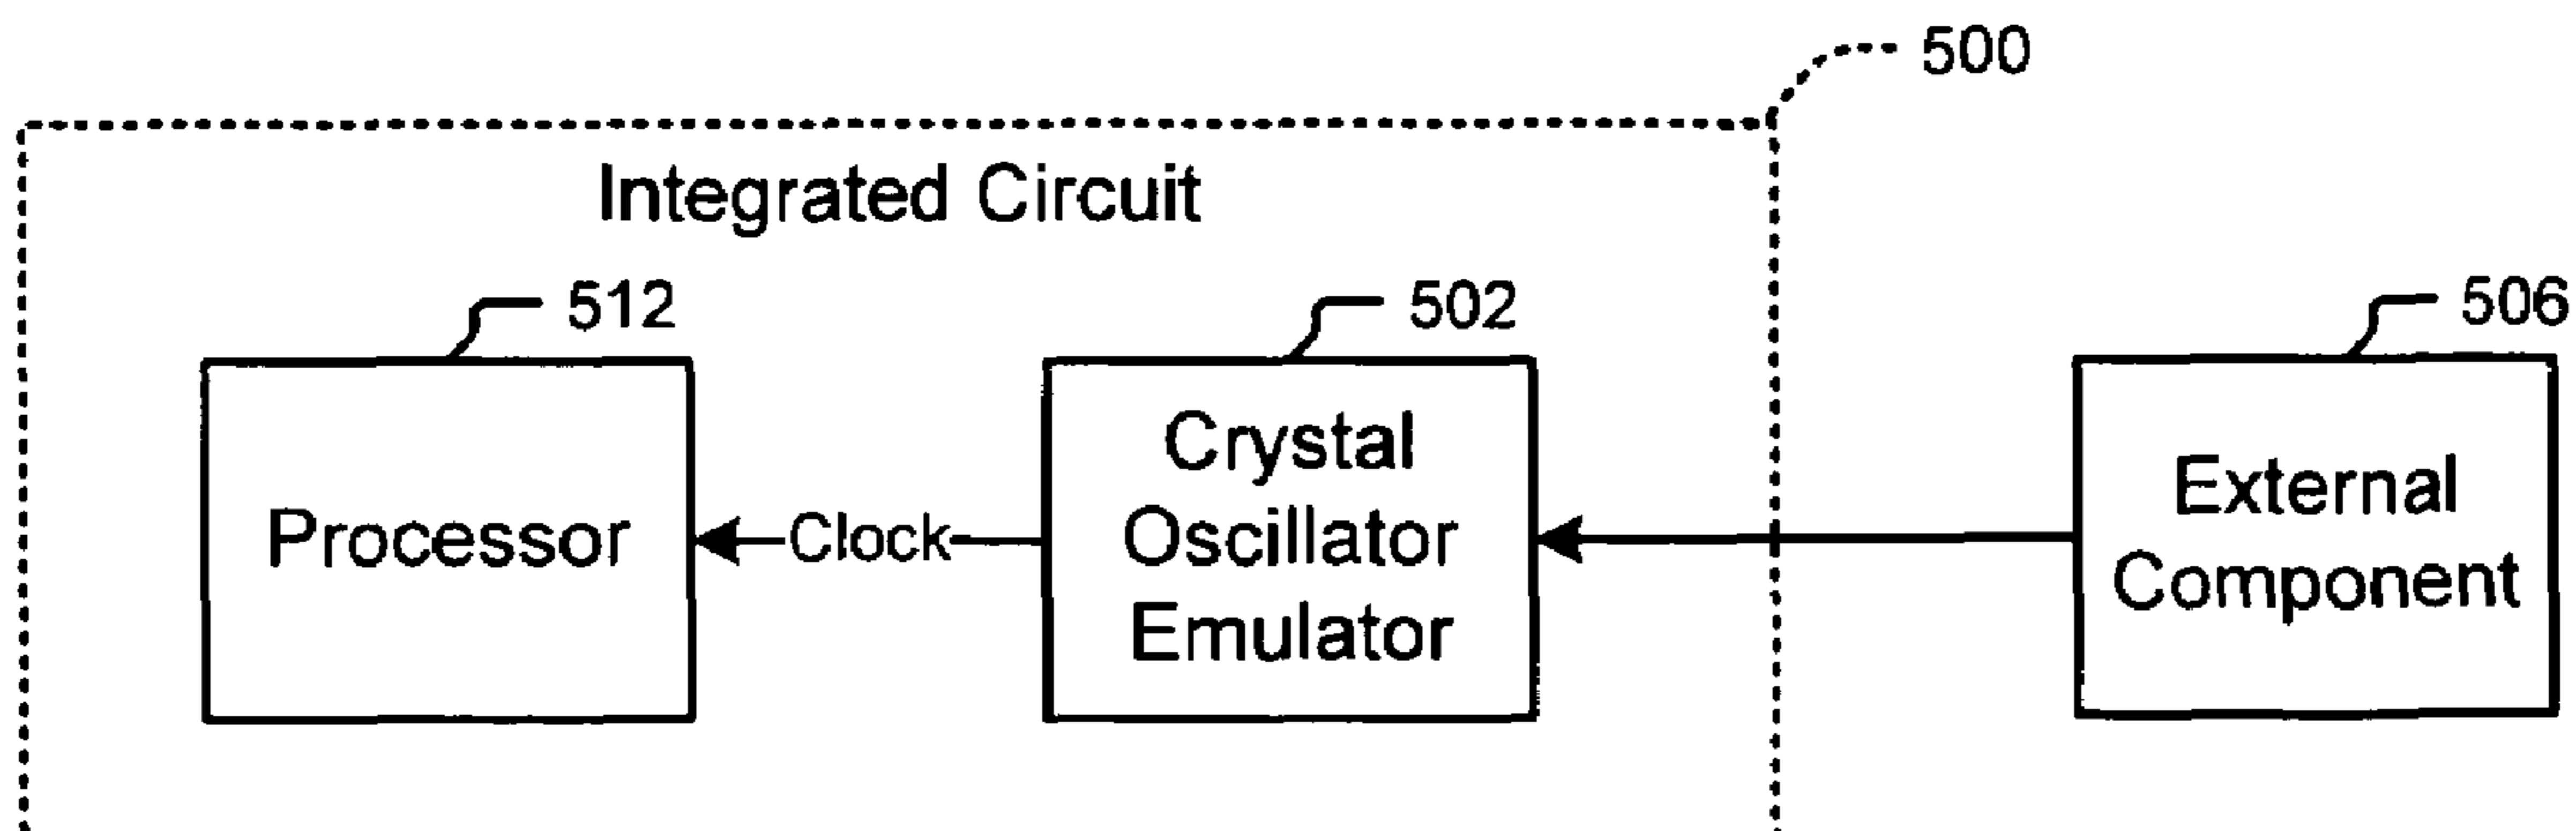 500
Integrated Circuit
512
502
506
Processor
Clock
Crystal
Oscillator
Emulator
External
Component